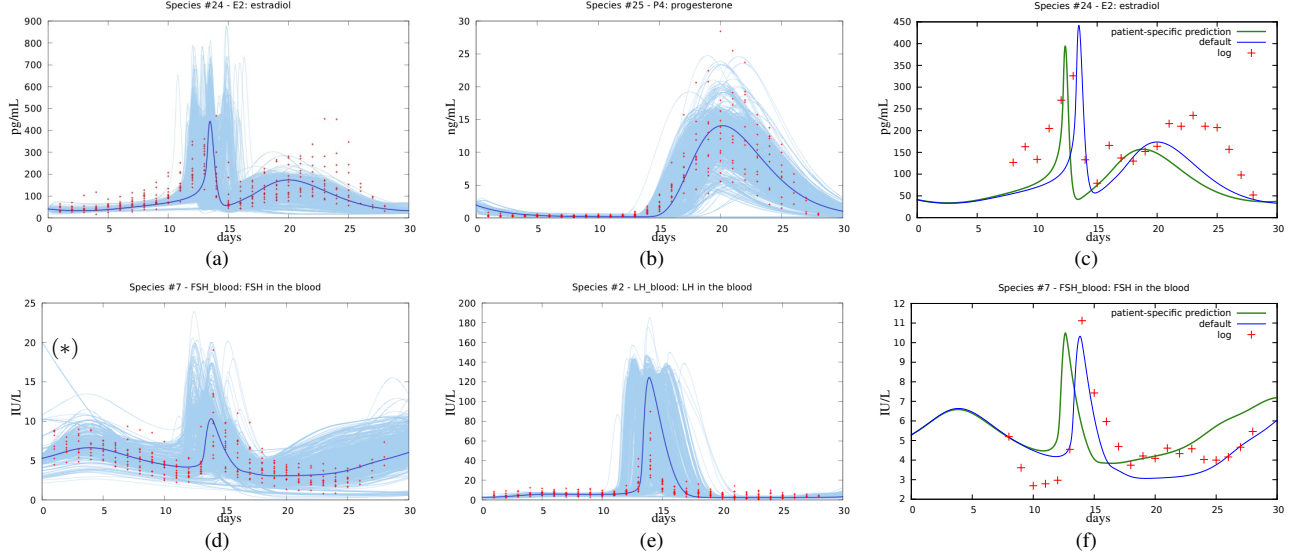 Species #24 - E2: estradiol
900
800
700
600
500
400
300
200
100
0
pg/mL
0 5 10 15 20 25 30
days
(a)
Species #25 - P4: progesterone
30
25
20
15
10
5
0
ng/mL
0 5 10 15 20 25 30
days
(b)
Species #24 - E2: estradiol
patient-specific prediction
default
log
450
400
350
300
250
200
150
100
50
0
pg/mL
0 5 10 15 20 25 30
days
(c)
Species #7 - FSH_blood: FSH in the blood
(*)
25
20
15
10
5
0
IU/L
0 5 10 15 20 25 30
days
(d)
Species #2 - LH_blood: LH in the blood
200
180
160
140
120
100
80
60
40
20
0
IU/L
0 5 10 15 20 25 30
days
(e)
Species #7 - FSH_blood: FSH in the blood
patient-specific prediction
default
log
12
11
10
9
8
7
6
5
4
3
2
IU/L
0 5 10 15 20 25 30
days
(f)